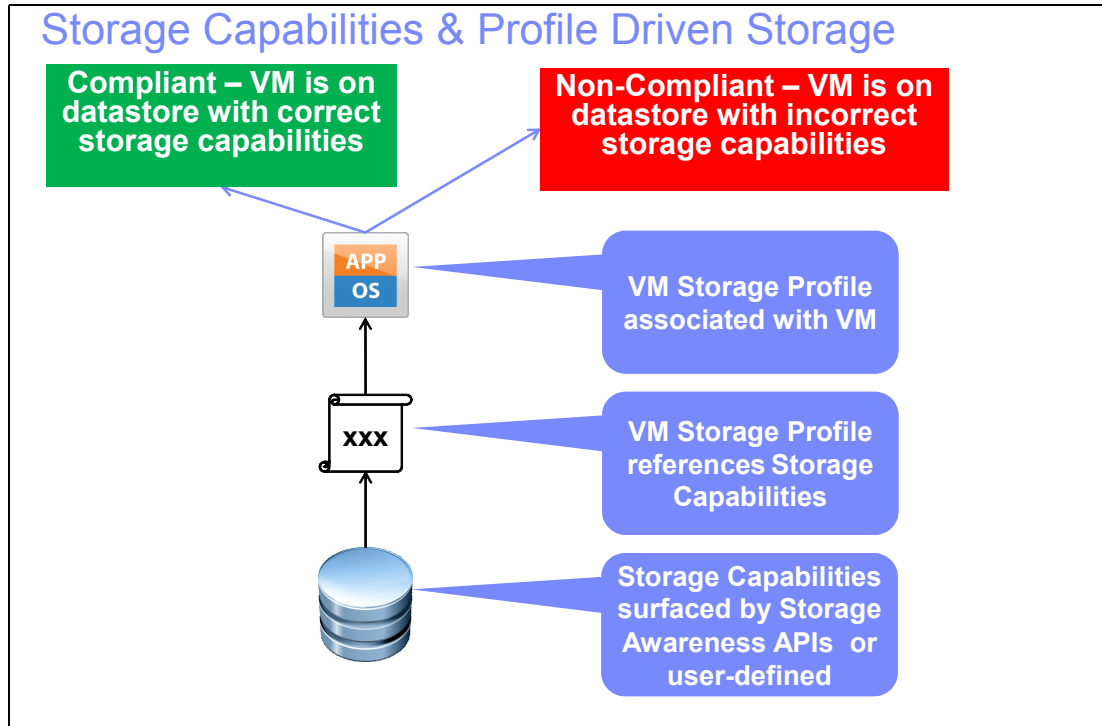 Storage Capabilities & Profile Driven Storage
Compliant – VM is on
datastore with correct
storage capabilities
Non-Compliant – VM is on
datastore with incorrect
storage capabilities
APP
OS
VM Storage Profile
associated with VM
xxx
VM Storage Profile
references Storage
Capabilities
Storage Capabilities
surfaced by Storage
Awareness APIs or
user-defined